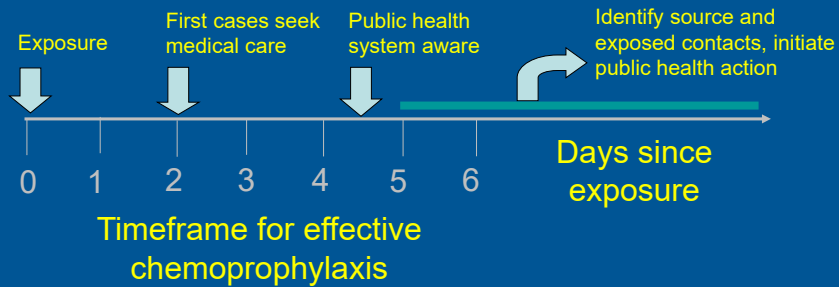 Exposure
First cases seek
medical care
Public health
system aware
Identify source and
exposed contacts, initiate
public health action
0 1 2 3 4 5 6
Days since
exposure
Timeframe for effective
chemoprophylaxis